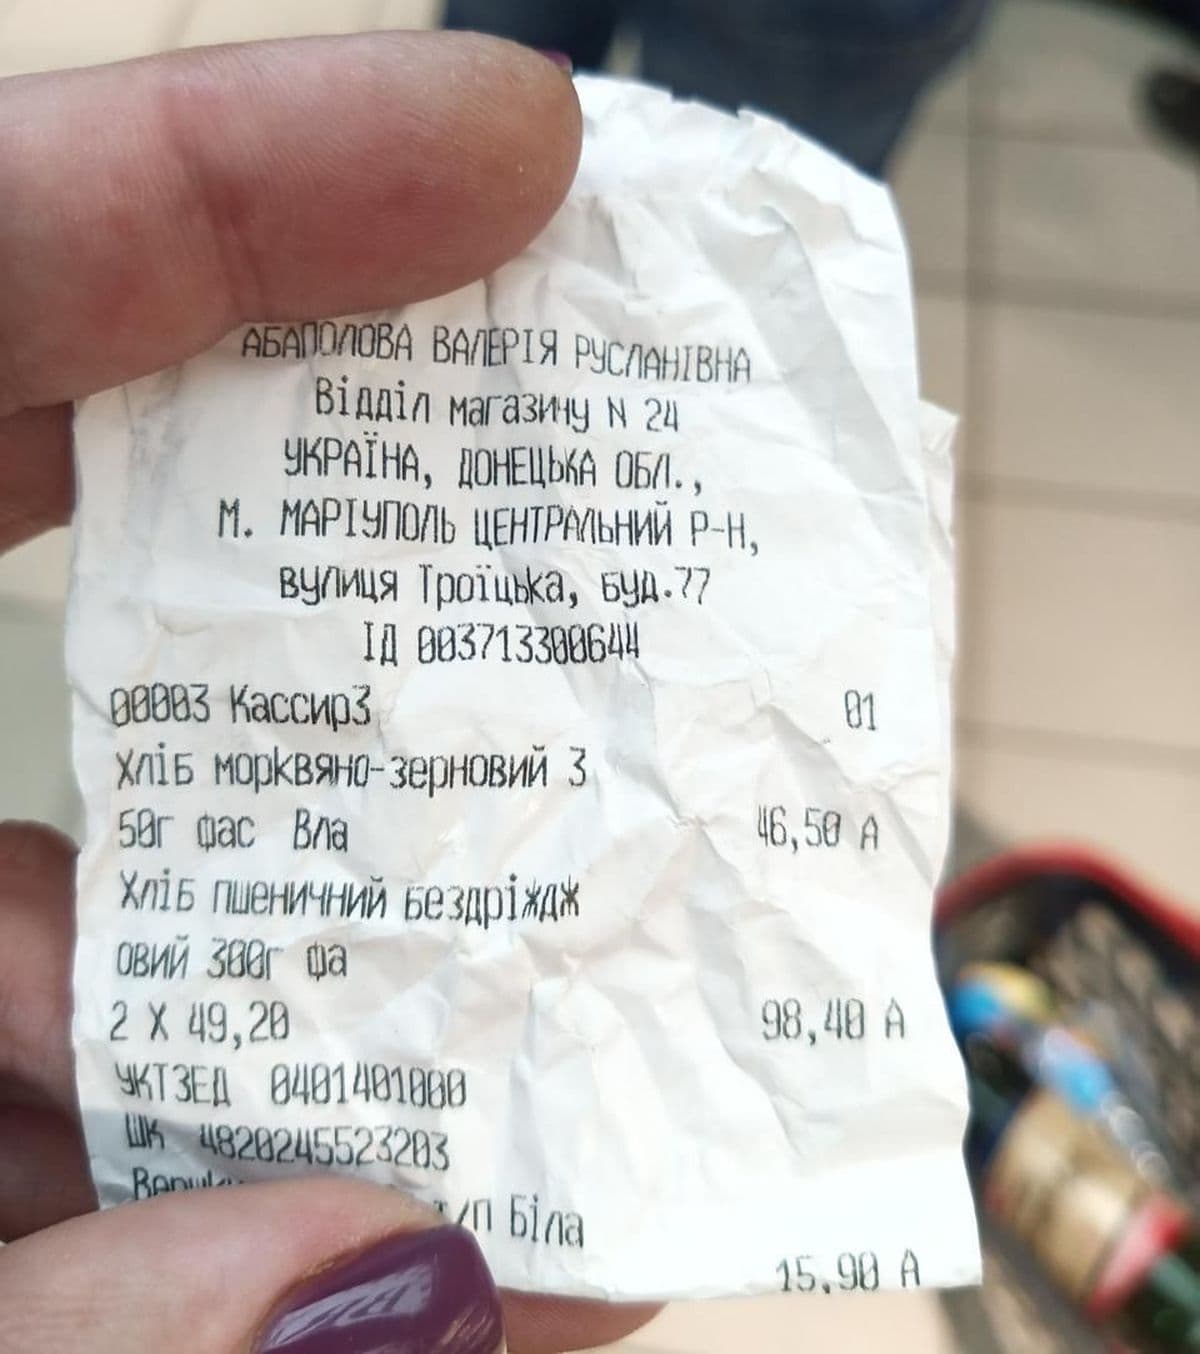 АБАПОЛОВА ВАЛЕРІЯ РУСЛАНІВНА
Відділ магазину N 24
УКРАЇНА, ДОНЕЦЬКА ОБЛ.,
М. МАРІУПОЛЬ ЦЕНТРАЛЬНИЙ Р-Н,
вулиця Троїцька, буд.77
ІД 003713300644
00003 Кассир3 01
Хліб морквяно-зерновий 3
50г фас Вла 46,50 А
Хліб пшеничний бездріждж
овий 300г фа
2 X 49,20 98,40 А
УКТЗЕД 0401401000
ШК 4820245523203
т/п Біла
15,90 А